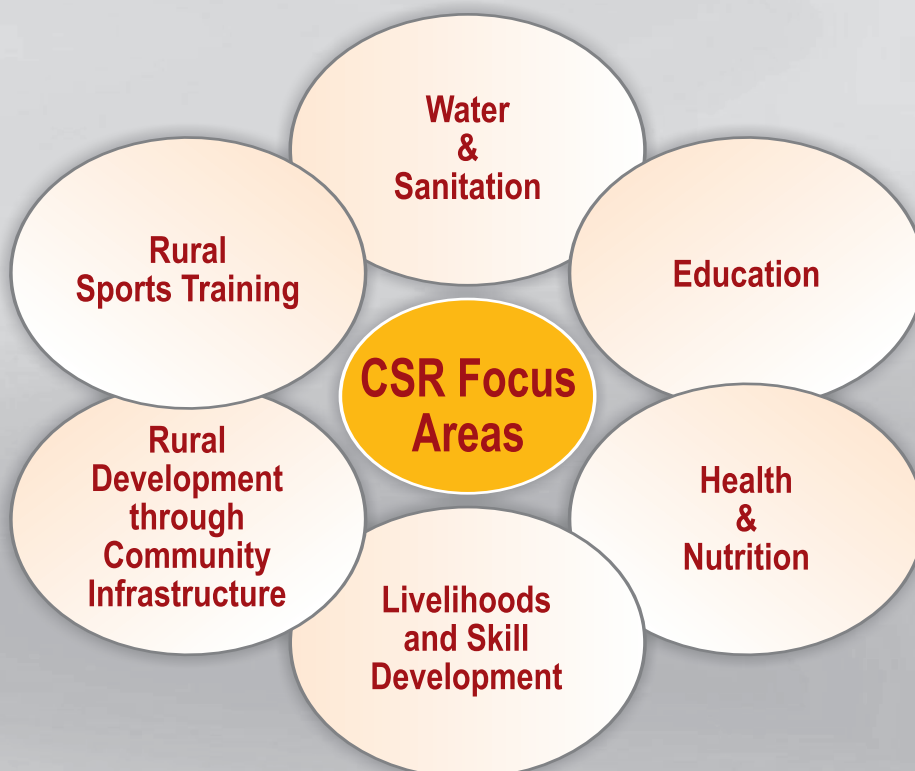 Water
&
Sanitation
Education
Health
&
Nutrition
Livelihoods
and Skill
Development
Rural
Development
through
Community
Infrastructure
Rural
Sports Training
CSR Focus
Areas